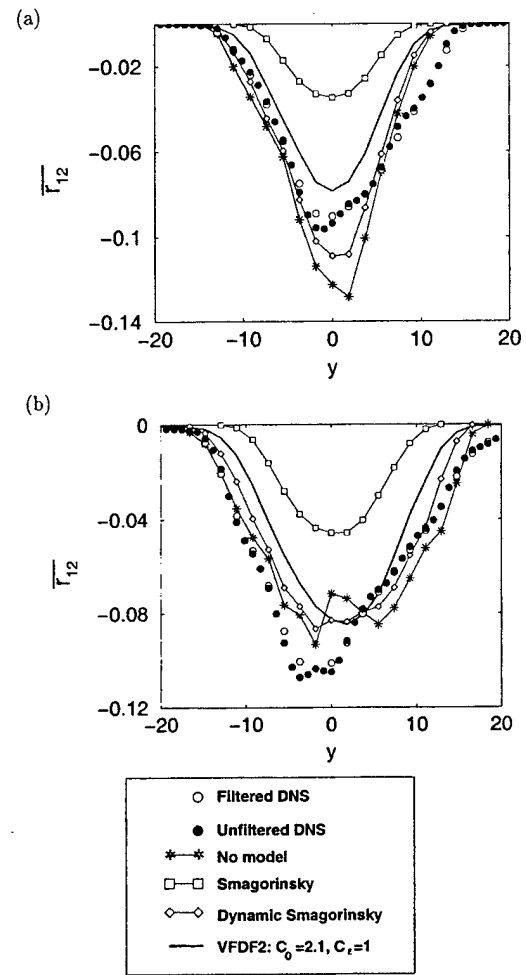 (a)
-0.02
-0.06
-0.1
-0.14
r₁₂
-20 -10 0 10 20
y
(b)
0
-0.04
-0.08
-0.12
r₁₂
-20 -10 0 10 20
y
Filtered DNS
Unfiltered DNS
No model
Smagorinsky
Dynamic Smagorinsky
VFDF2: C₀ =2.1, Cε=1